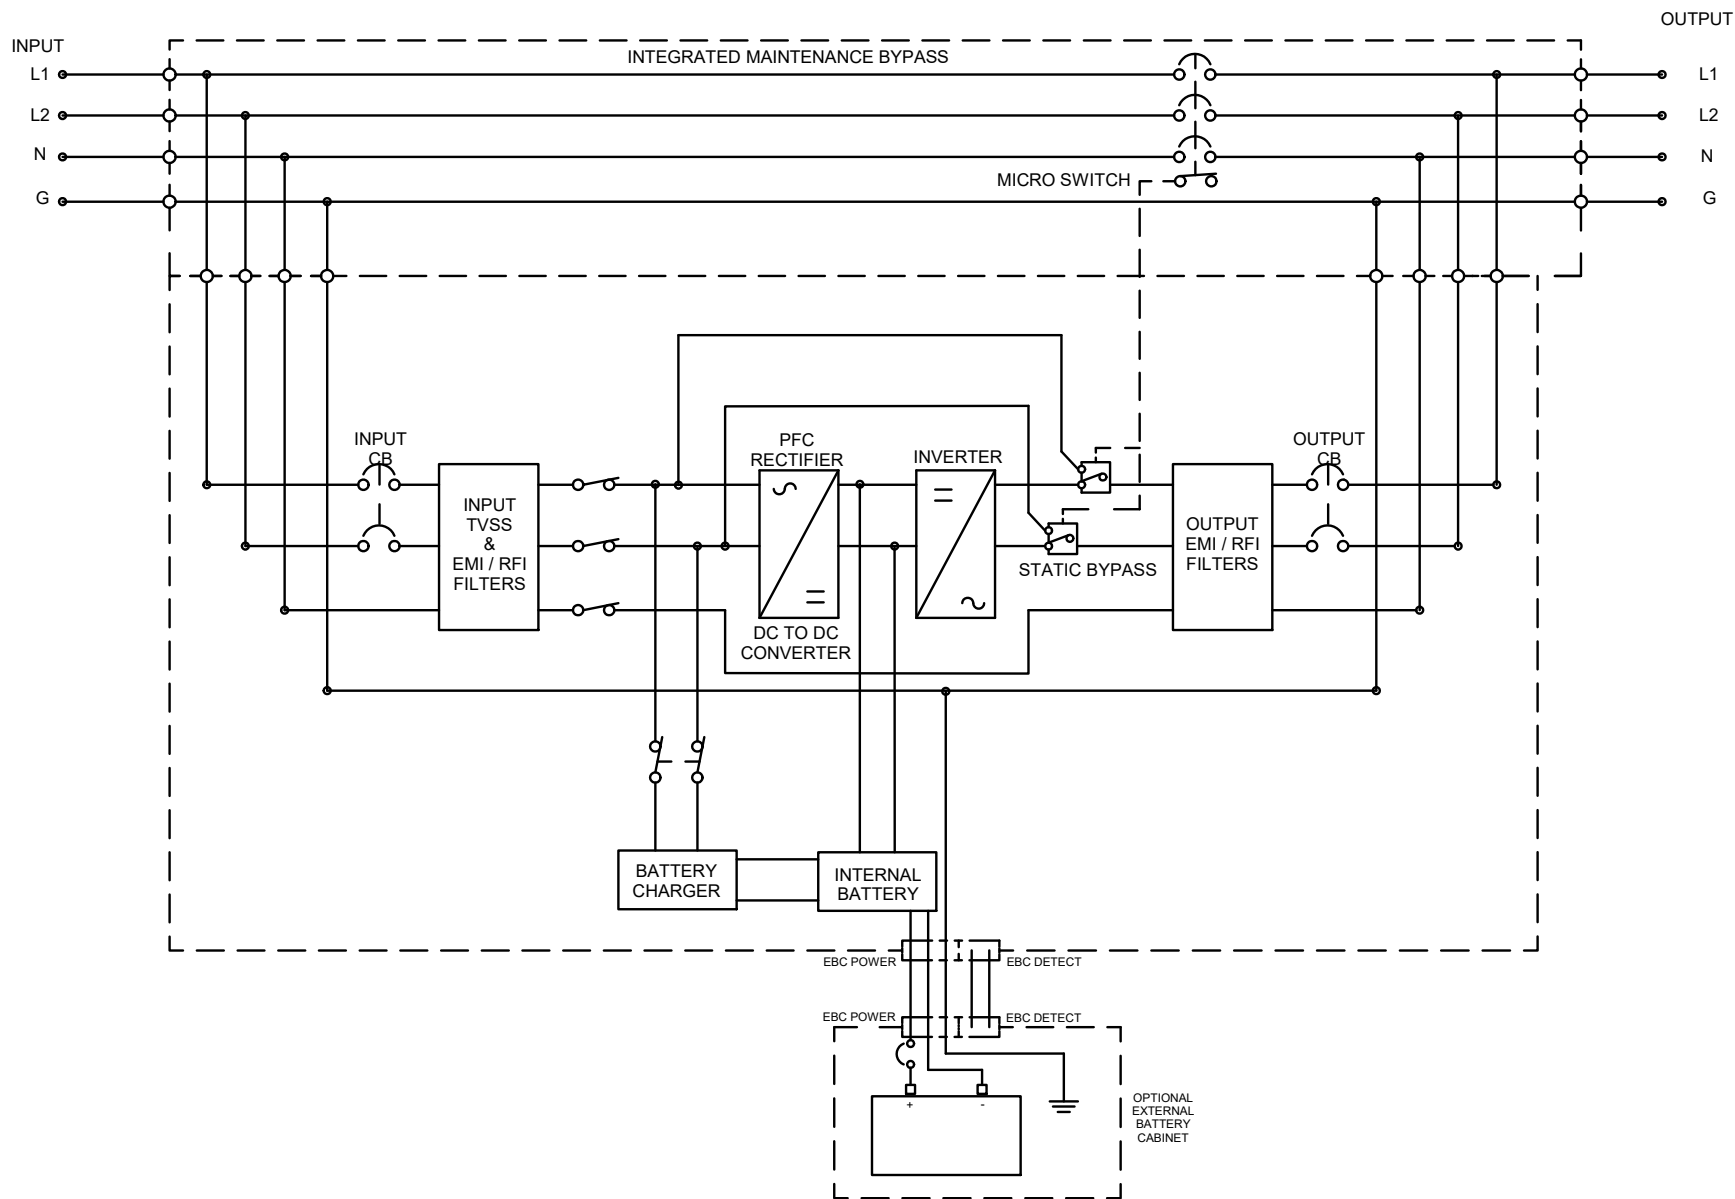 OUTPUT
INPUT
INTEGRATED MAINTENANCE BYPASS
L1
L1
L2
L2
N
N
MICRO SWITCH
G
G
INPUT
CB
PFC
RECTIFIER
INVERTER
OUTPUT
CB
INPUT
TVSS
&
EMI / RFI
FILTERS
OUTPUT
EMI / RFI
FILTERS
STATIC BYPASS
DC TO DC
CONVERTER
BATTERY
CHARGER
INTERNAL
BATTERY
EBC POWER
EBC DETECT
EBC POWER
EBC DETECT
+
-
OPTIONAL
EXTERNAL
BATTERY
CABINET